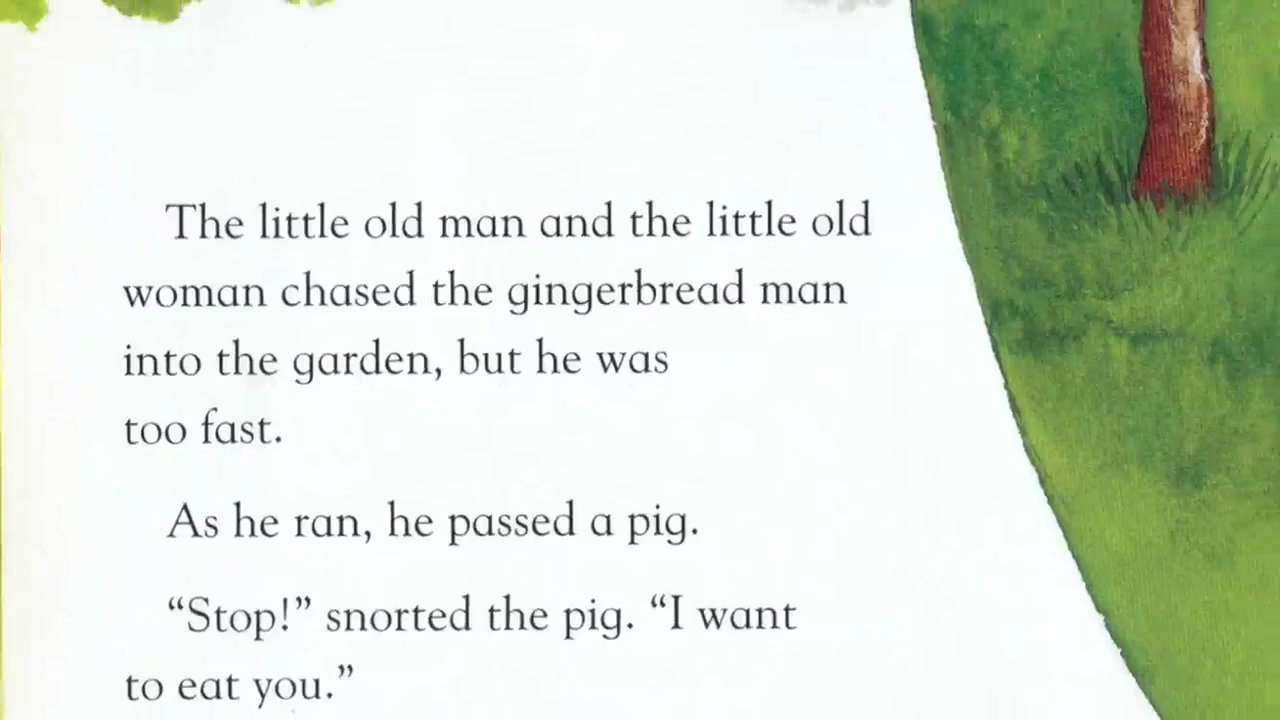 The little old man and the little old
woman chased the gingerbread man
into the garden, but he was
too fast.
As he ran, he passed a pig.
“Stop!” snorted the pig. “I want
to eat you.”